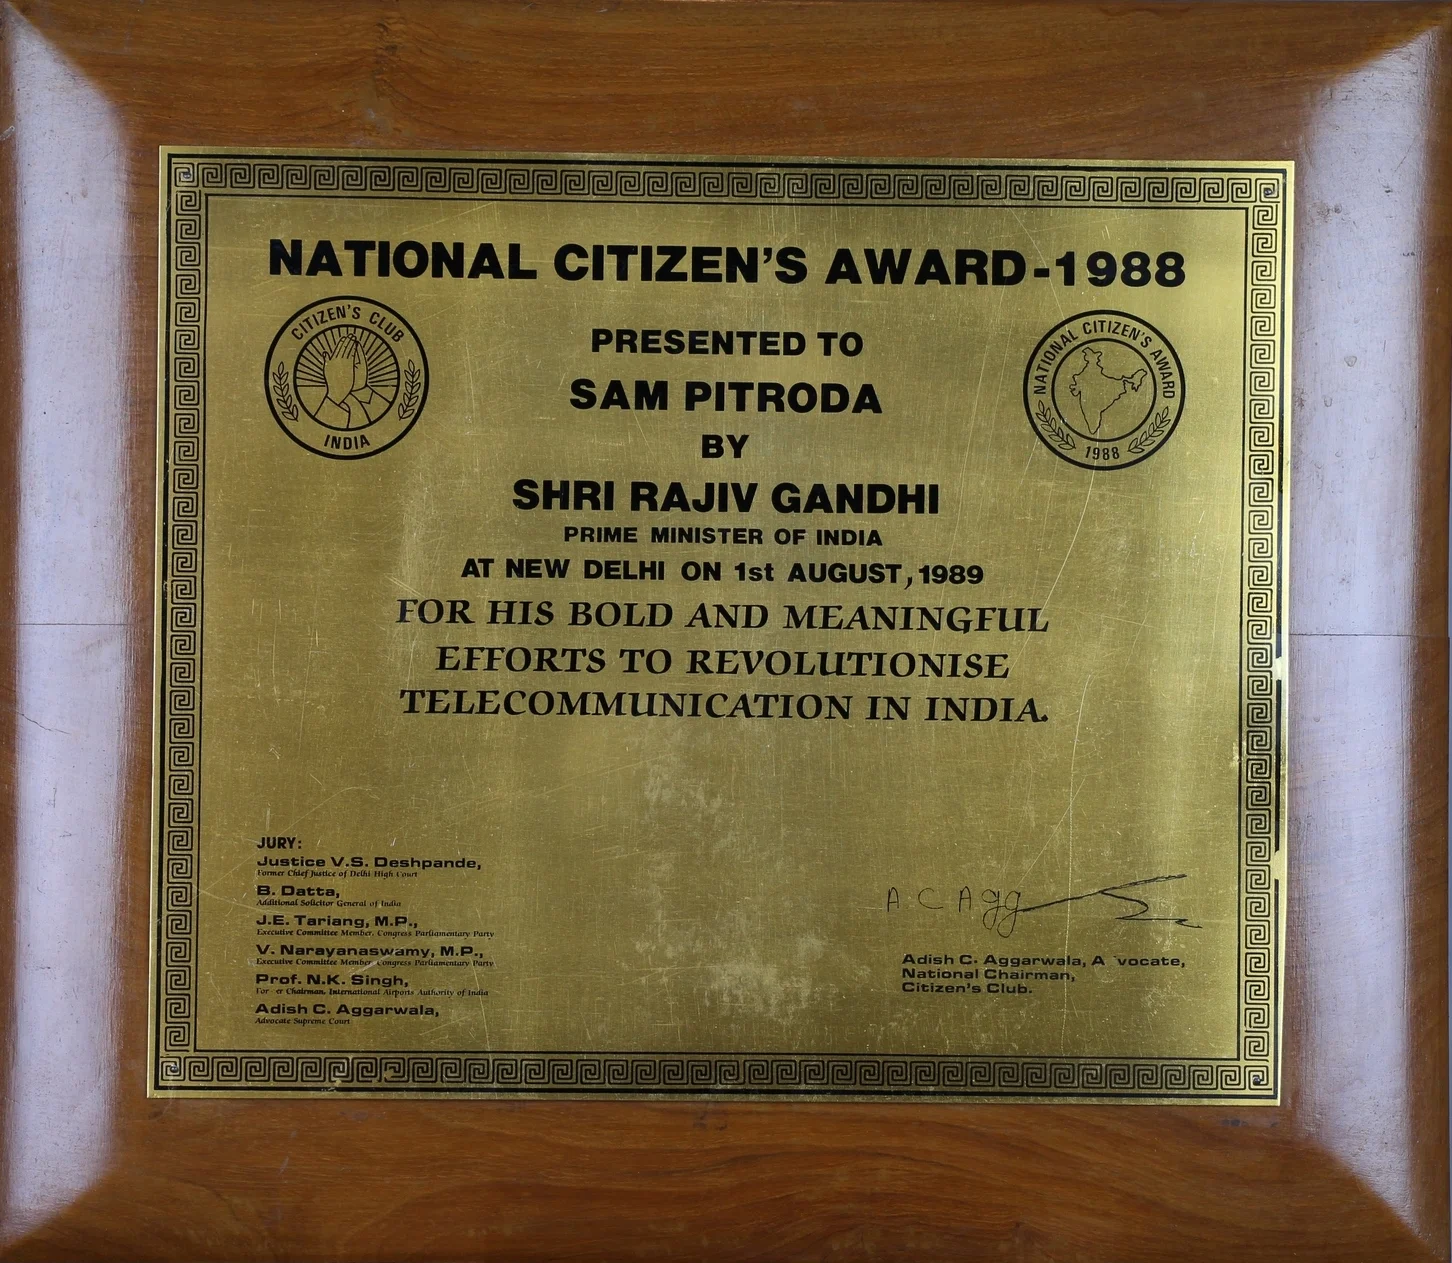 NATIONAL CITIZEN'S AWARD-1988
CITIZEN'S CLUB
INDIA
NATIONAL CITIZEN'S AWARD
1988
PRESENTED TO
SAM PITRODA
BY
SHRI RAJIV GANDHI
PRIME MINISTER OF INDIA
AT NEW DELHI ON 1st AUGUST, 1989
FOR HIS BOLD AND MEANINGFUL
EFFORTS TO REVOLUTIONISE
TELECOMMUNICATION IN INDIA.
JURY:
Justice V.S. Deshpande,
Former Chief Justice of Delhi High Court
B. Datta,
Additional Solicitor General of India
J.E. Tariang, M.P.,
Executive Committee Member, Congress Parliamentary Party
V. Narayanaswamy, M.P.,
Executive Committee Member, Congress Parliamentary Party
Prof. N.K. Singh,
For er Chairman, International Airports Authority of India
Adish C. Aggarwala,
Advocate Supreme Court
A C Agg
Adish C. Aggarwala, A vocate,
National Chairman,
Citizen's Club.